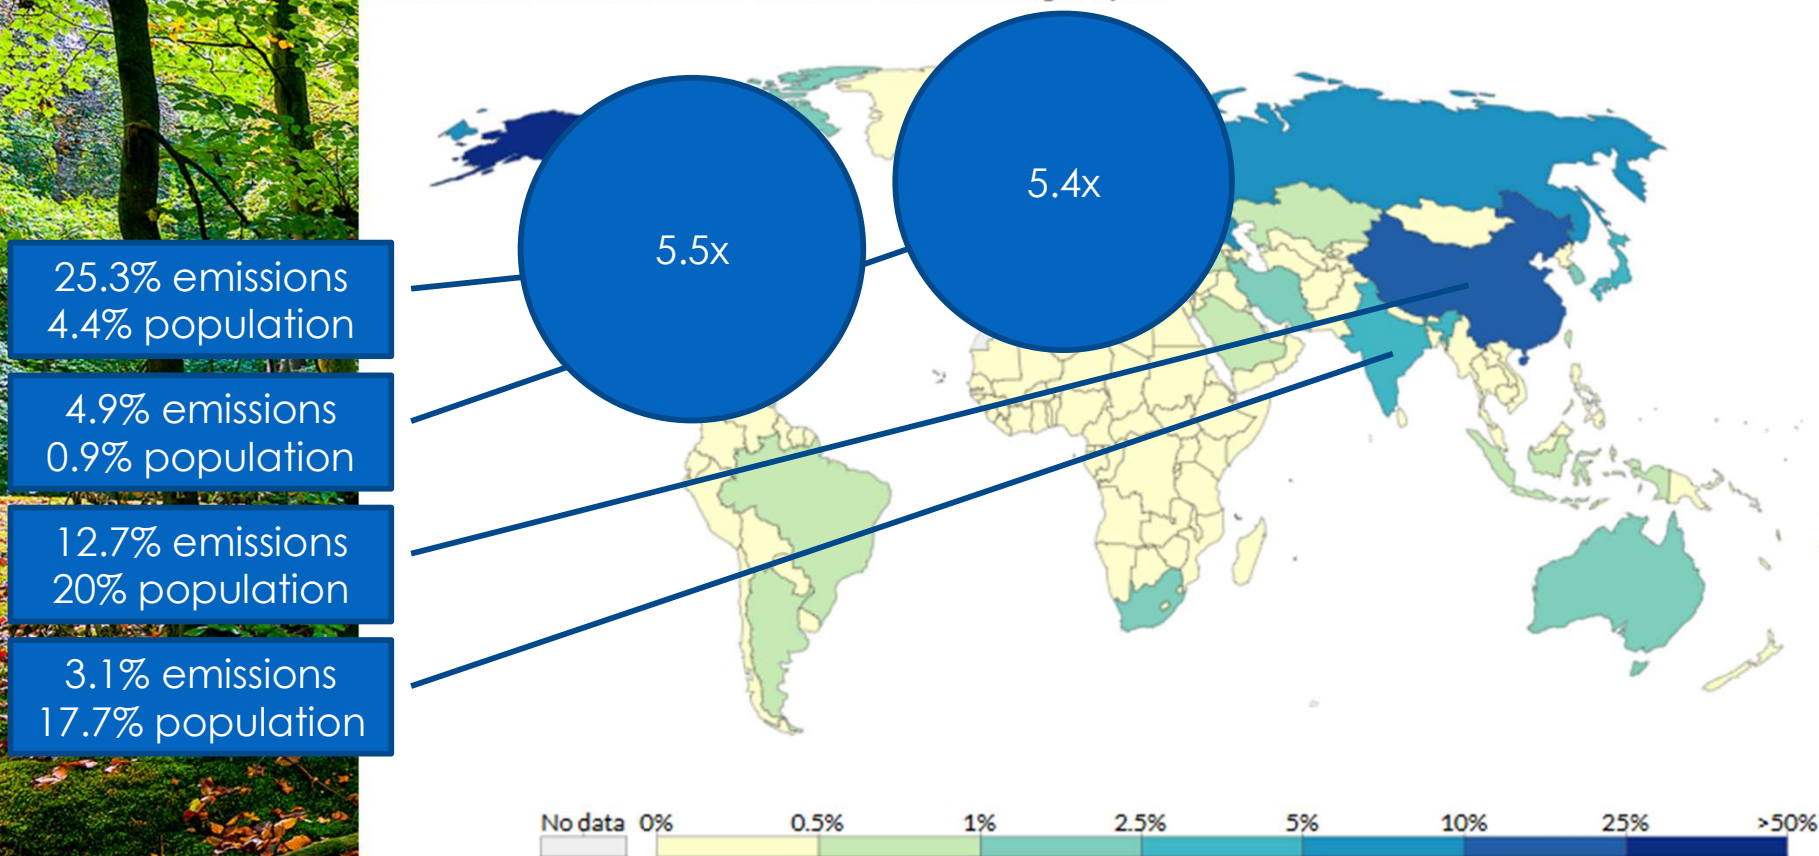 5.5x
5.4x
25.3% emissions
4.4% population
4.9% emissions
0.9% population
12.7% emissions
20% population
3.1% emissions
17.7% population
No data 0% 0.5% 1% 2.5% 5% 10% 25% >50%